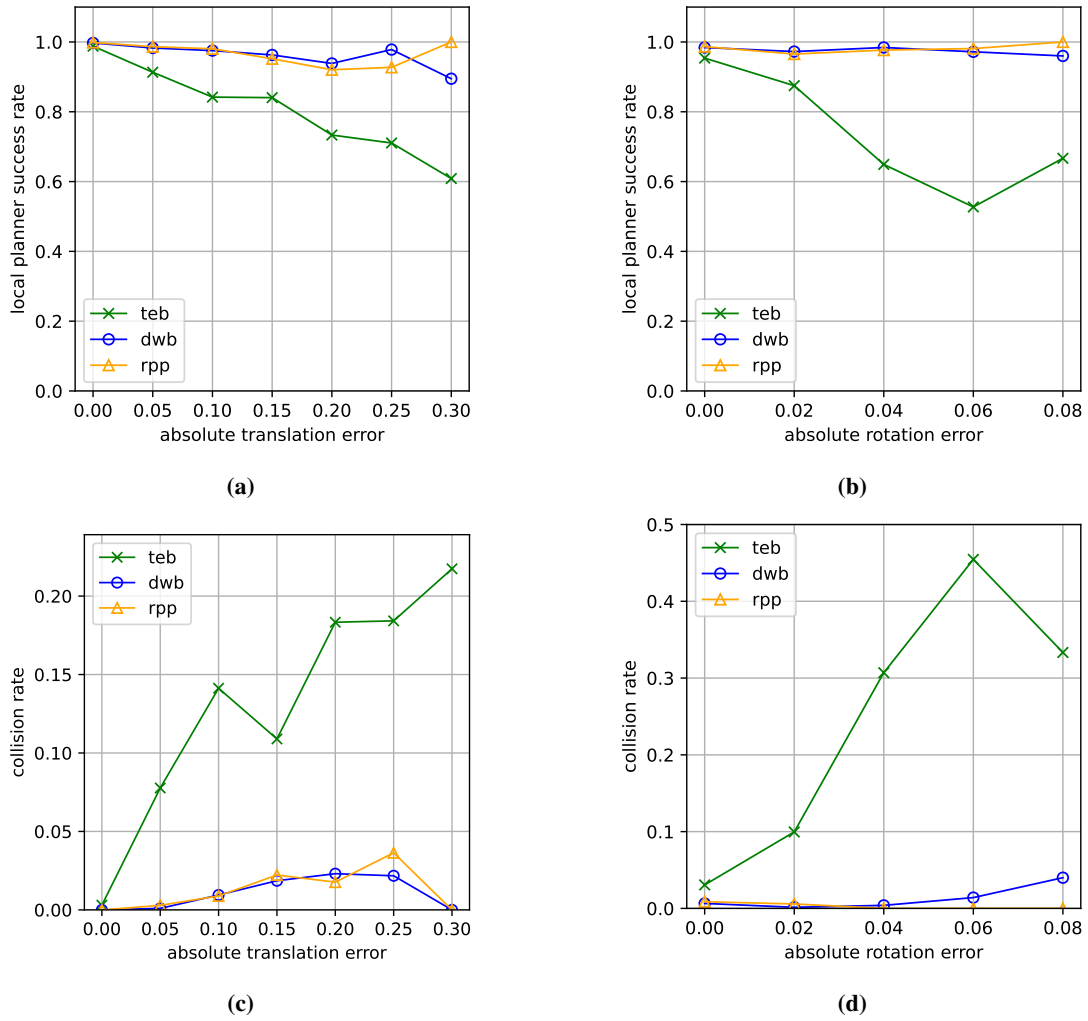 1.0
0.8
0.6
0.4
0.2
0.0
local planner success rate
teb
dwb
rpp
0.00 0.05 0.10 0.15 0.20 0.25 0.30
absolute translation error
(a)
1.0
0.8
0.6
0.4
0.2
0.0
local planner success rate
teb
dwb
rpp
0.00 0.02 0.04 0.06 0.08
absolute rotation error
(b)
0.20
0.15
0.10
0.05
0.00
collision rate
teb
dwb
rpp
0.00 0.05 0.10 0.15 0.20 0.25 0.30
absolute translation error
(c)
0.5
0.4
0.3
0.2
0.1
0.0
collision rate
teb
dwb
rpp
0.00 0.02 0.04 0.06 0.08
absolute rotation error
(d)